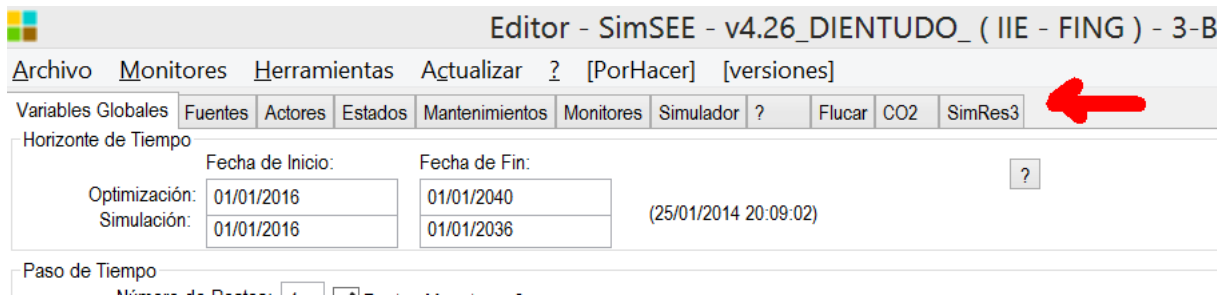 Editor - SimSEE - v4.26_DIENTUDO_ ( IIE - FING ) - 3-B
Archivo Monitores Herramientas Actualizar ? [PorHacer] [versiones]
Variables Globales Fuentes Actores Estados Mantenimientos Monitores Simulador ? Flucar CO2 SimRes3
Horizonte de Tiempo
Fecha de Inicio: Fecha de Fin:
?
Optimización: 01/01/2016 01/01/2040
(25/01/2014 20:09:02)
Simulación: 01/01/2016 01/01/2036
Paso de Tiempo